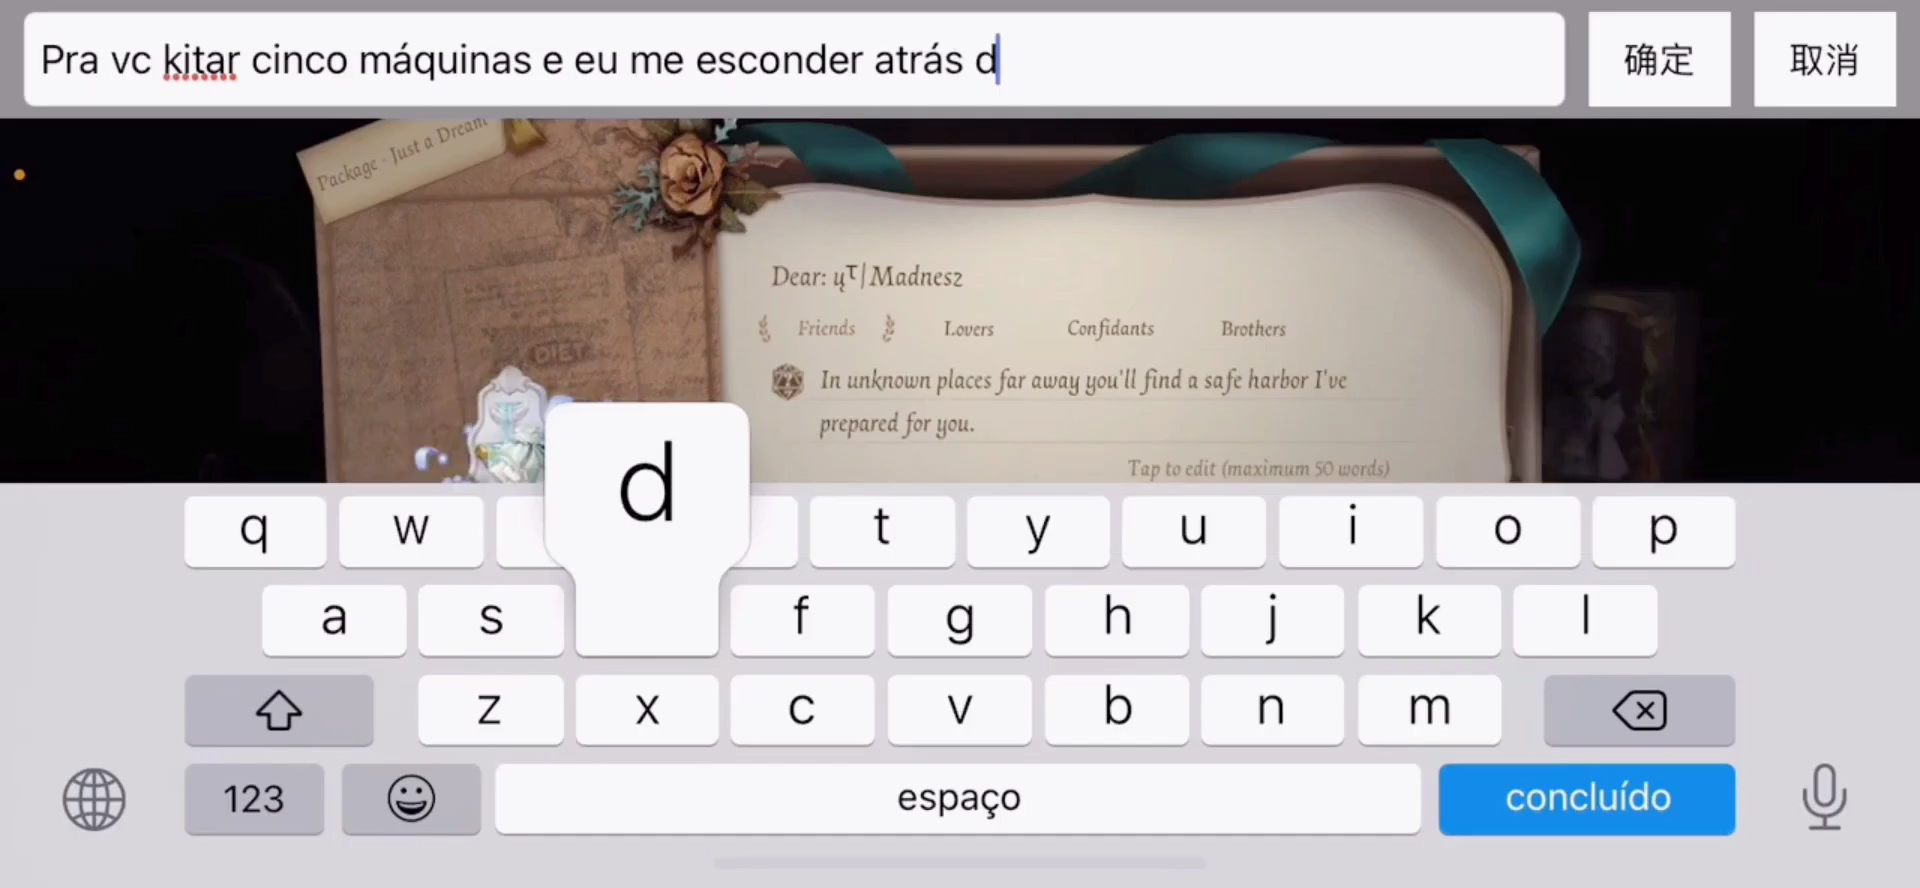 Pra vc kitar cinco máquinas e eu me esconder atrás d
确定
取消
Package - Just a Dream
Dear: ųτ|Madnesz
Friends
Lovers
Confidants
Brothers
In unknown places far away you'll find a safe harbor I've
prepared for you.
Tap to edit (maximum 50 words)
DIET
d
q w t y u i o p
a s f g h j k l
z x c v b n m
123
espaço
concluído